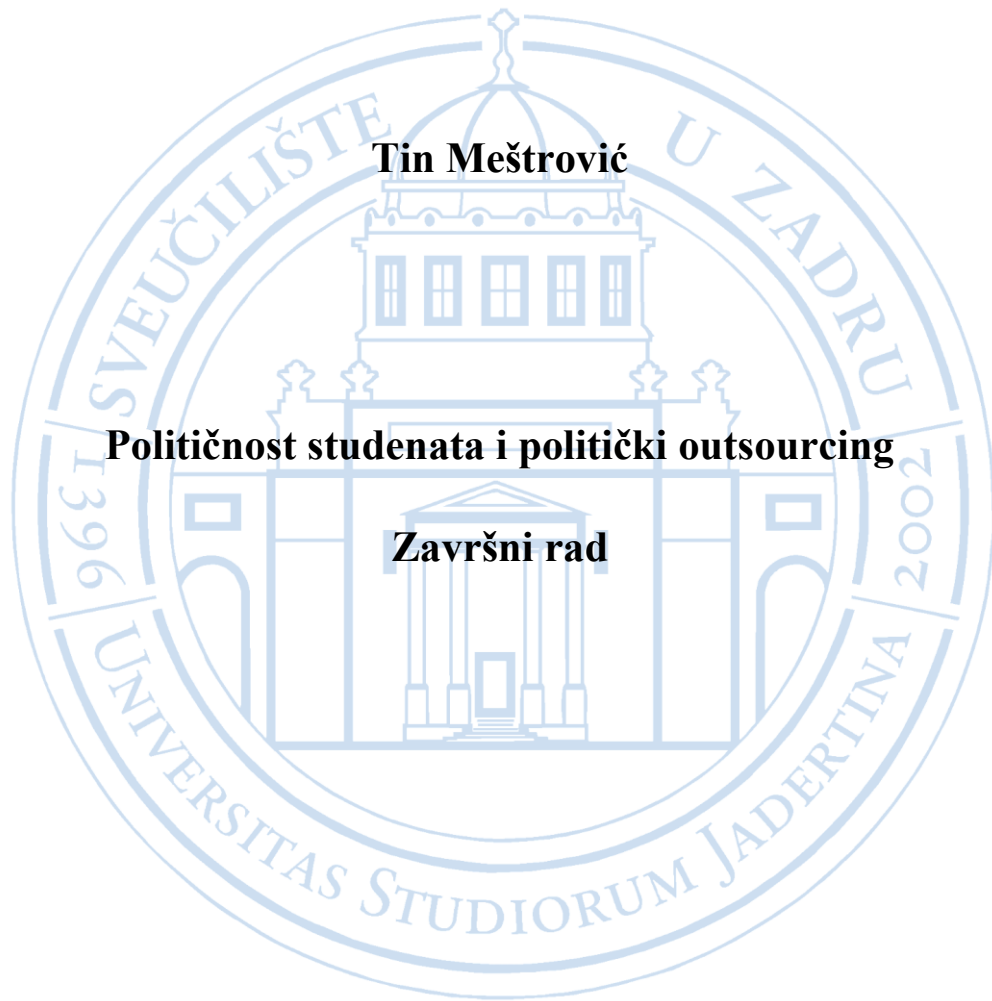 Tin Meštrović
Političnost studenata i politički outsourcing
Završni rad
SVEUČILIŠTE U ZADRU
1396
2002
UNIVERSITAS STUDIORUM JADERTINA